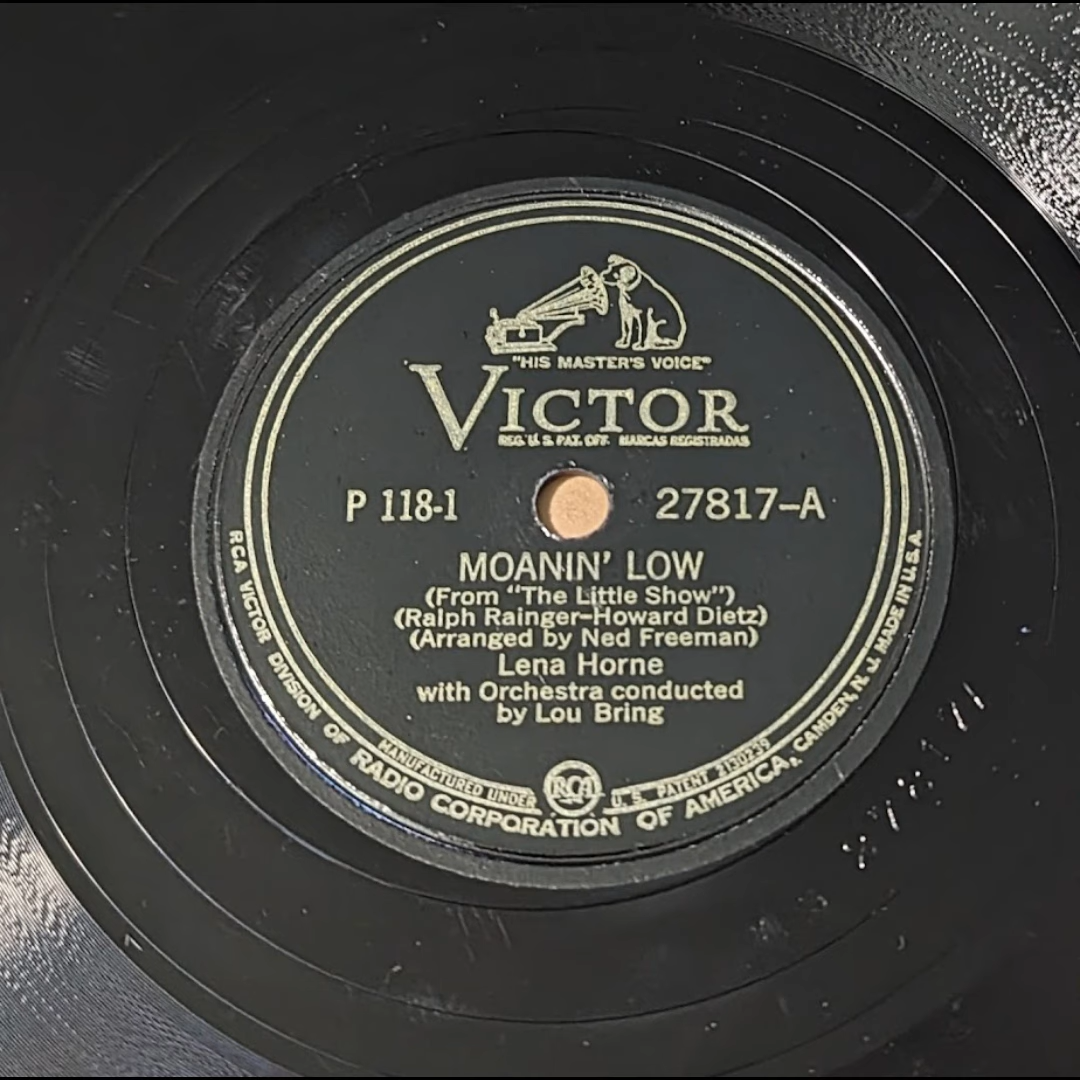 "HIS MASTER'S VOICE"
VICTOR
REG. U. S. PAT. OFF. MARCAS REGISTRADAS
P 118-1
27817-A
MOANIN' LOW
(From "The Little Show")
(Ralph Rainger-Howard Dietz)
(Arranged by Ned Freeman)
Lena Horne
with Orchestra conducted
by Lou Bring
MANUFACTURED UNDER RCA U. S. PATENT 2130239
RCA VICTOR DIVISION OF RADIO CORPORATION OF AMERICA, CAMDEN, N. J. MADE IN U.S.A.